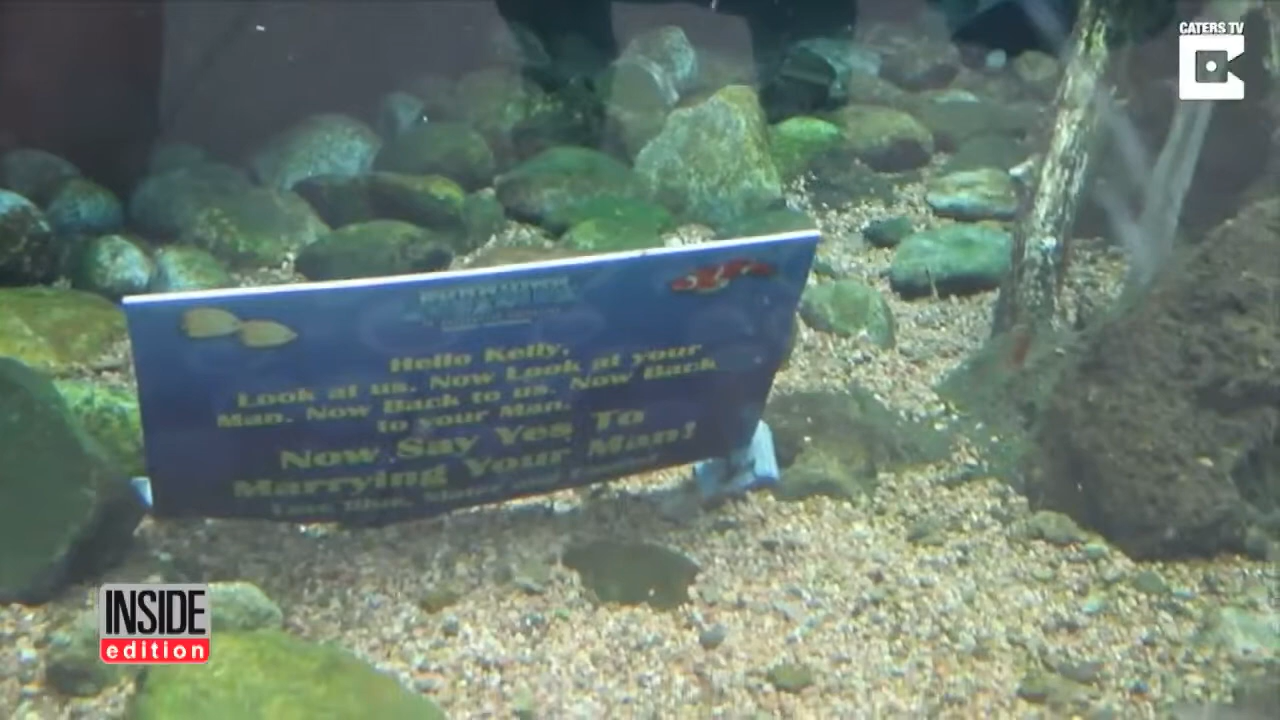 CATERS TV
Hello Kelly,
Look at us. Now Look at your
Man. Now Back to us. Now Back
to your Man.
Now Say Yes To
Marrying Your Man!
INSIDE
edition